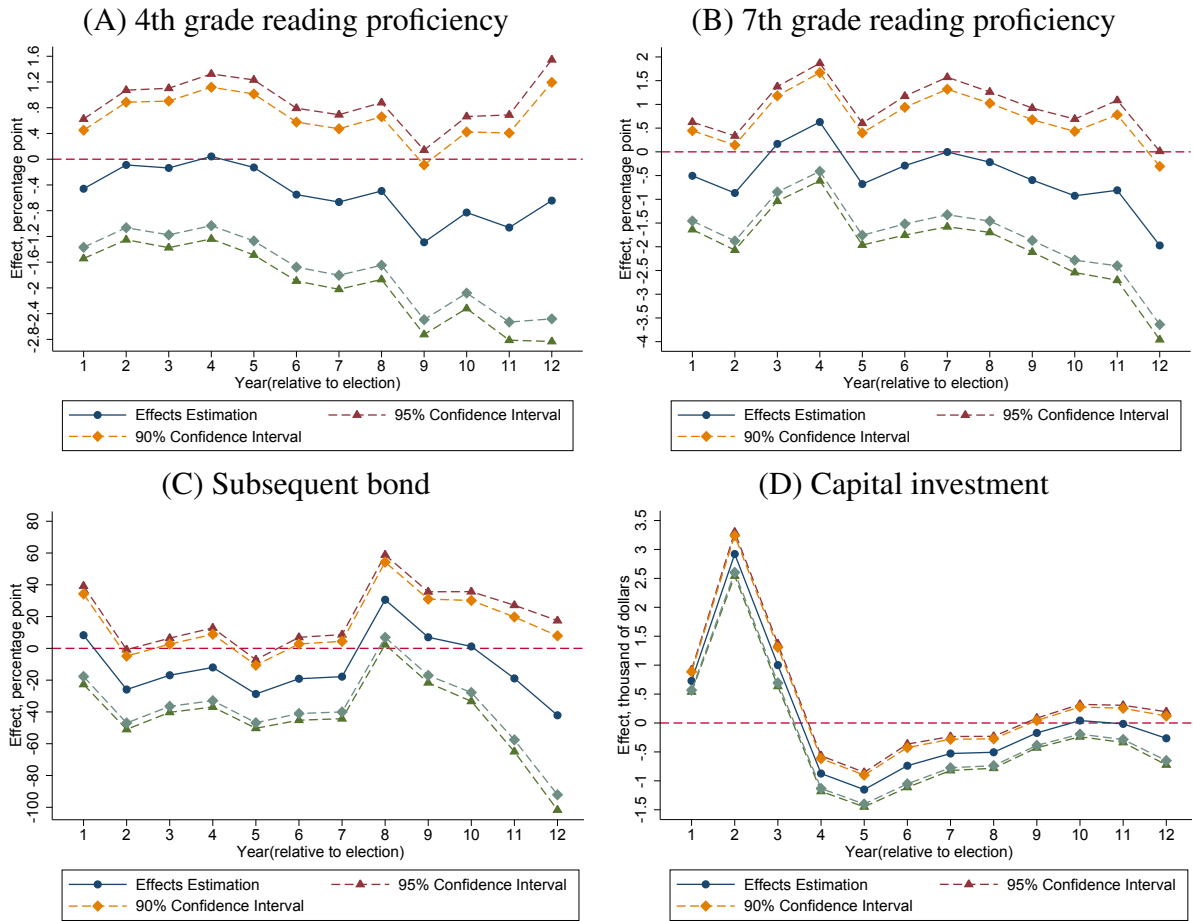 (A) 4th grade reading proficiency
Effect, percentage point
1.6
1.2
.8
.4
0
-.4
-.8
-1.2
-1.6
-2
-2.4
-2.8
1 2 3 4 5 6 7 8 9 10 11 12
Year(relative to election)
Effects Estimation
95% Confidence Interval
90% Confidence Interval
(B) 7th grade reading proficiency
Effect, percentage point
2
1.5
1
.5
0
-.5
-1
-1.5
-2
-2.5
-3
-3.5
-4
1 2 3 4 5 6 7 8 9 10 11 12
Year(relative to election)
Effects Estimation
95% Confidence Interval
90% Confidence Interval
(C) Subsequent bond
Effect, percentage point
80
60
40
20
0
-20
-40
-60
-80
-100
1 2 3 4 5 6 7 8 9 10 11 12
Year(relative to election)
Effects Estimation
95% Confidence Interval
90% Confidence Interval
(D) Capital investment
Effect, thousand of dollars
3.5
3
2.5
2
1.5
1
.5
0
-.5
-1
-1.5
1 2 3 4 5 6 7 8 9 10 11 12
Year(relative to election)
Effects Estimation
95% Confidence Interval
90% Confidence Interval